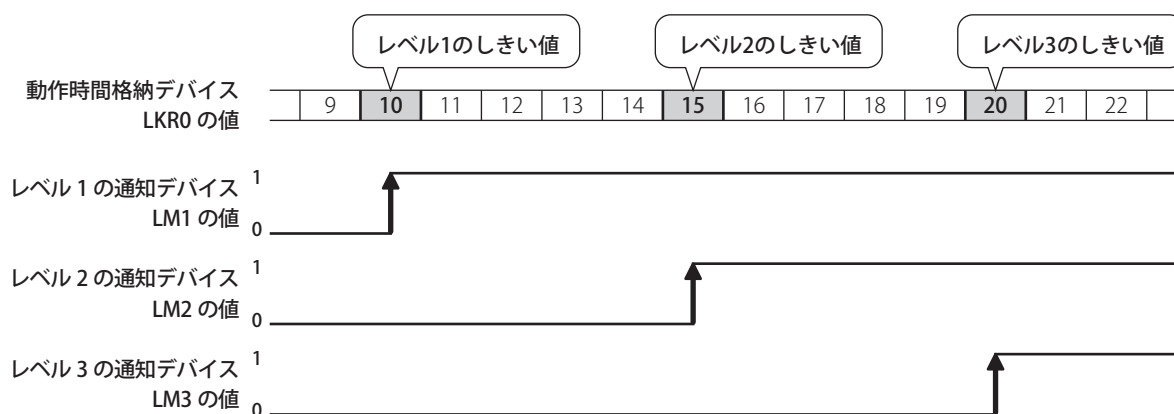 レベル1のしきい値 レベル2のしきい値 レベル3のしきい値
動作時間格納デバイス
LKR0 の値
9 10 11 12 13 14 15 16 17 18 19 20 21 22
レベル 1 の通知デバイス 1
LM1 の値 0
レベル 2 の通知デバイス 1
LM2 の値 0
レベル 3 の通知デバイス 1
LM3 の値 0